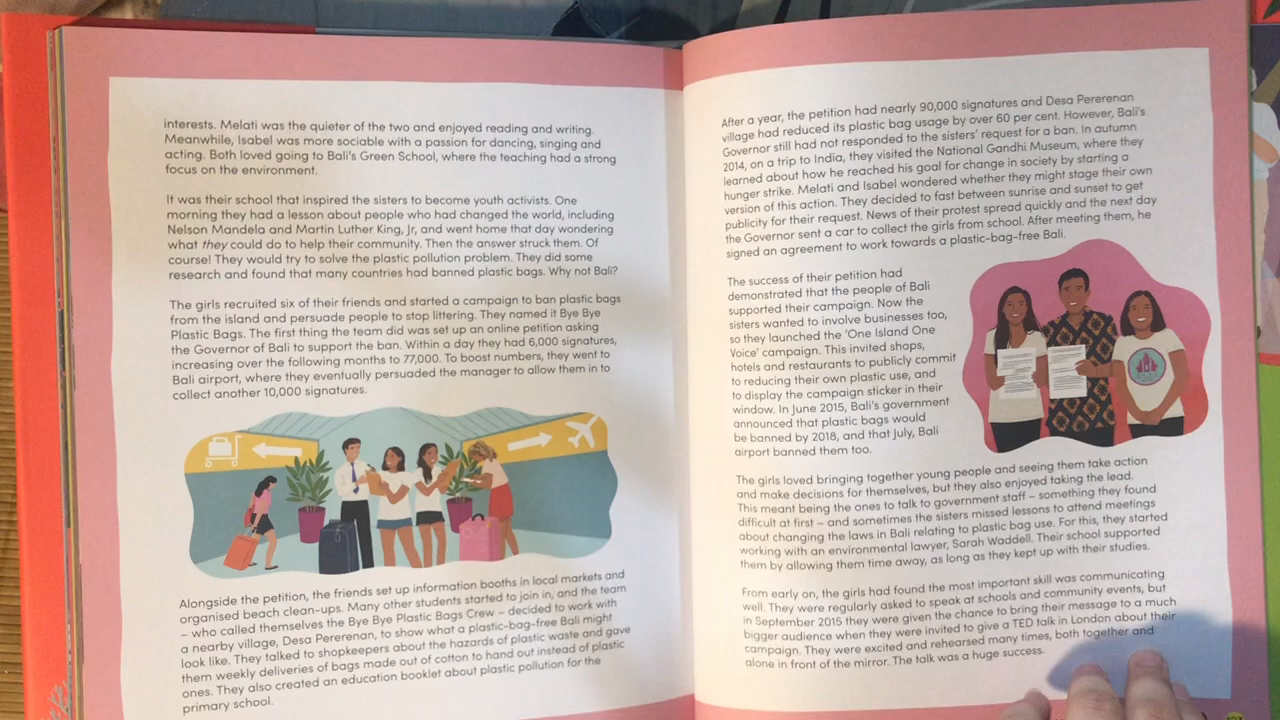 interests. Melati was the quieter of the two and enjoyed reading and writing.
Meanwhile, Isabel was more sociable with a passion for dancing, singing and
acting. Both loved going to Bali's Green School, where the teaching had a strong
focus on the environment.
It was their school that inspired the sisters to become youth activists. One
morning they had a lesson about people who had changed the world, including
Nelson Mandela and Martin Luther King, Jr, and went home that day wondering
what they could do to help their community. Then the answer struck them. Of
course! They would try to solve the plastic pollution problem. They did some
research and found that many countries had banned plastic bags. Why not Bali?
The girls recruited six of their friends and started a campaign to ban plastic bags
from the island and persuade people to stop littering. They named it Bye Bye
Plastic Bags. The first thing the team did was set up an online petition asking
the Governor of Bali to support the ban. Within a day they had 6,000 signatures,
increasing over the following months to 77,000. To boost numbers, they went to
Bali airport, where they eventually persuaded the manager to allow them in to
collect another 10,000 signatures.
Alongside the petition, the friends set up information booths in local markets and
organised beach clean-ups. Many other students started to join in, and the team
– who called themselves the Bye Bye Plastic Bags Crew – decided to work with
a nearby village, Desa Pererenan, to show what a plastic-bag-free Bali might
look like. They talked to shopkeepers about the hazards of plastic waste and gave
them weekly deliveries of bags made out of cotton to hand out instead of plastic
ones. They also created an education booklet about plastic pollution for the
primary school.
After a year, the petition had nearly 90,000 signatures and Desa Pererenan
village had reduced its plastic bag usage by over 60 per cent. However, Bali's
Governor still had not responded to the sisters' request for a ban. In autumn
2014, on a trip to India, they visited the National Gandhi Museum, where they
learned about how he reached his goal for change in society by starting a
hunger strike. Melati and Isabel wondered whether they might stage their own
version of this action. They decided to fast between sunrise and sunset to get
publicity for their request. News of their protest spread quickly and the next day
the Governor sent a car to collect the girls from school. After meeting them, he
signed an agreement to work towards a plastic-bag-free Bali.
The success of their petition had
demonstrated that the people of Bali
supported their campaign. Now the
sisters wanted to involve businesses too,
so they launched the 'One Island One
Voice' campaign. This invited shops,
hotels and restaurants to publicly commit
to reducing their own plastic use, and
to display the campaign sticker in their
window. In June 2015, Bali's government
announced that plastic bags would
be banned by 2018, and that July, Bali
airport banned them too.
The girls loved bringing together young people and seeing them take action
and make decisions for themselves, but they also enjoyed taking the lead.
This meant being the ones to talk to government staff – something they found
difficult at first – and sometimes the sisters missed lessons to attend meetings
about changing the laws in Bali relating to plastic bag use. For this, they started
working with an environmental lawyer, Sarah Waddell. Their school supported
them by allowing them time away, as long as they kept up with their studies.
From early on, the girls had found the most important skill was communicating
well. They were regularly asked to speak at schools and community events, but
in September 2015 they were given the chance to bring their message to a much
bigger audience when they were invited to give a TED talk in London about their
campaign. They were excited and rehearsed many times, both together and
alone in front of the mirror. The talk was a huge success.